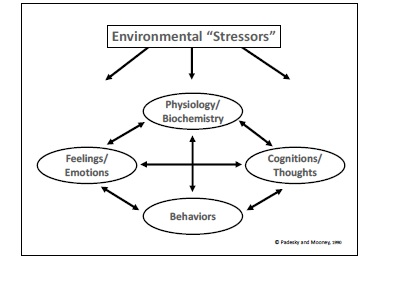 Environmental “Stressors”
Physiology/
Biochemistry
Feelings/
Emotions
Cognitions/
Thoughts
Behaviors
© Padesky and Mooney, 1990